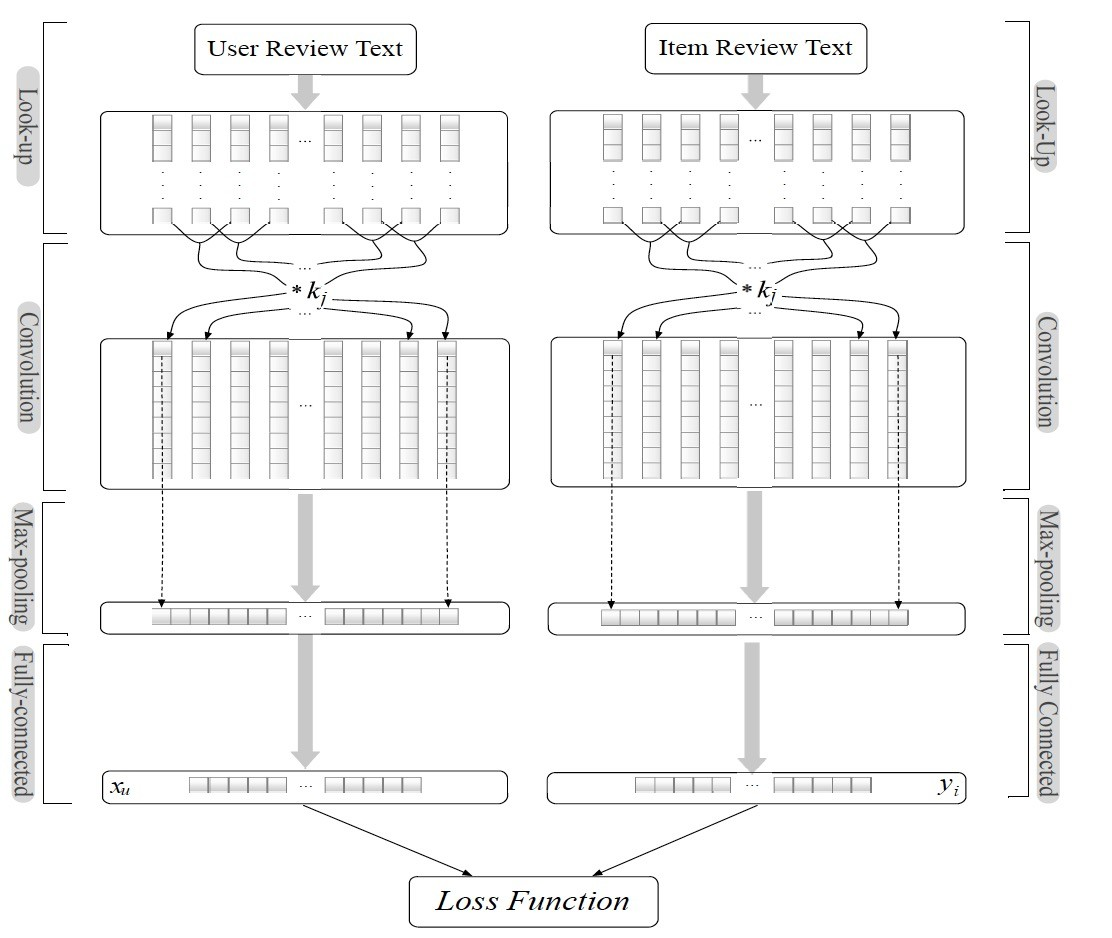 User Review Text
Item Review Text
Look-up
Look-Up
...
...
...
...
* kj
* kj
...
...
Convolution
Convolution
...
...
Max-pooling
Max-pooling
...
...
Fully-connected
Fully Connected
xu
...
...
yi
Loss Function